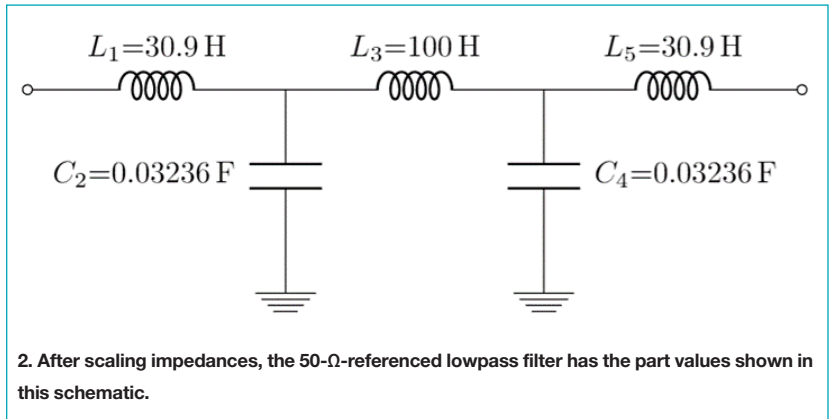 L₁=30.9 H
L₃=100 H
L₅=30.9 H
C₂=0.03236 F
C₄=0.03236 F
2. After scaling impedances, the 50-Ω-referenced lowpass filter has the part values shown in
this schematic.